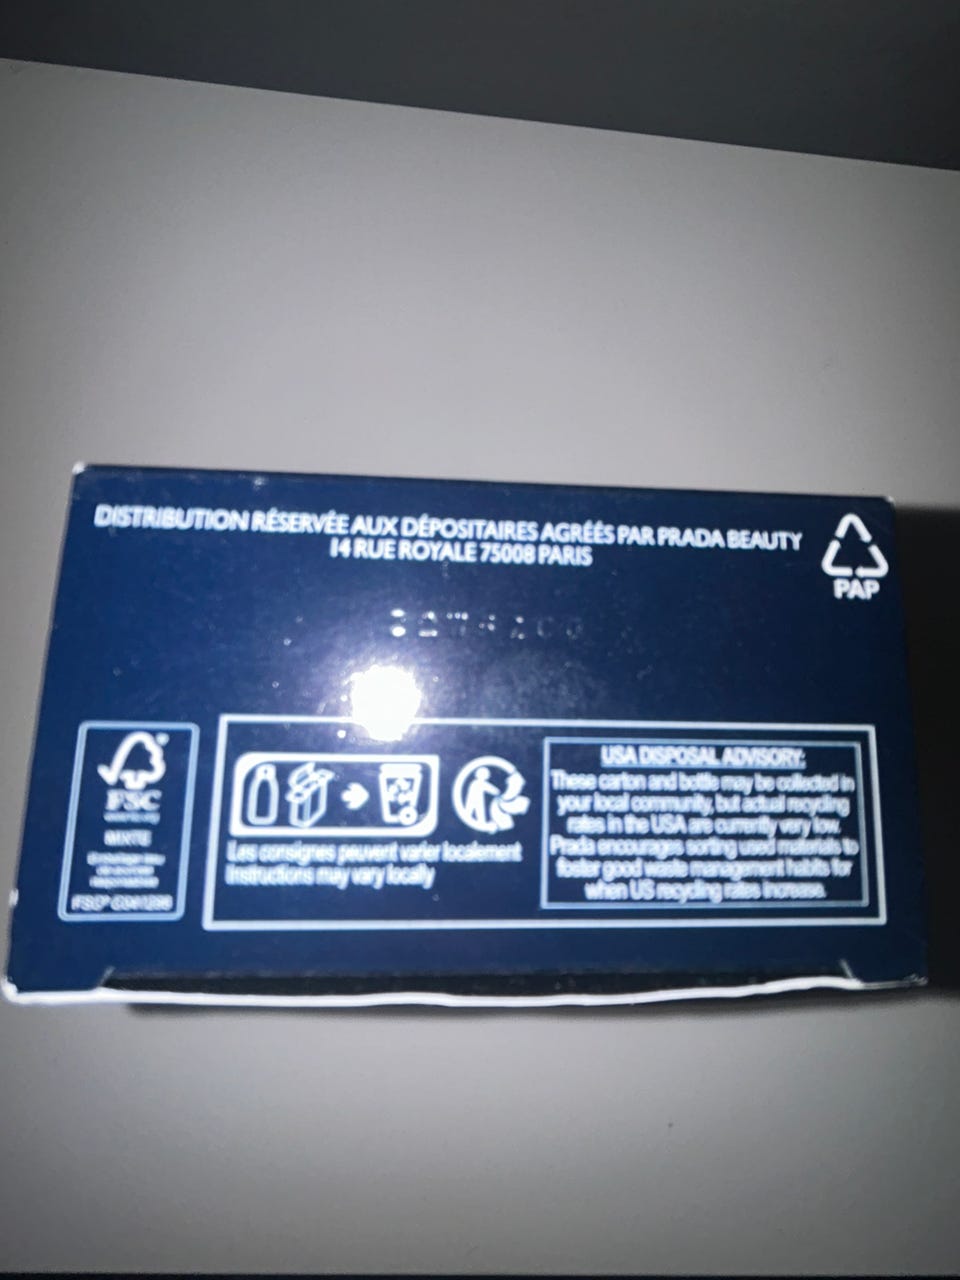 DISTRIBUTION RÉSERVÉE AUX DÉPOSITAIRES AGRÉÉS PAR PRADA BEAUTY
14 RUE ROYALE 75008 PARIS
PAP
FSC
MIXTE
Les consignes peuvent varier localement
Instructions may vary locally
USA DISPOSAL ADVISORY:
These carton and bottle may be collected in
your local community, but actual recycling
rates in the USA are currently very low.
Prada encourages sorting used materials to
foster good waste management habits for
when US recycling rates increase.